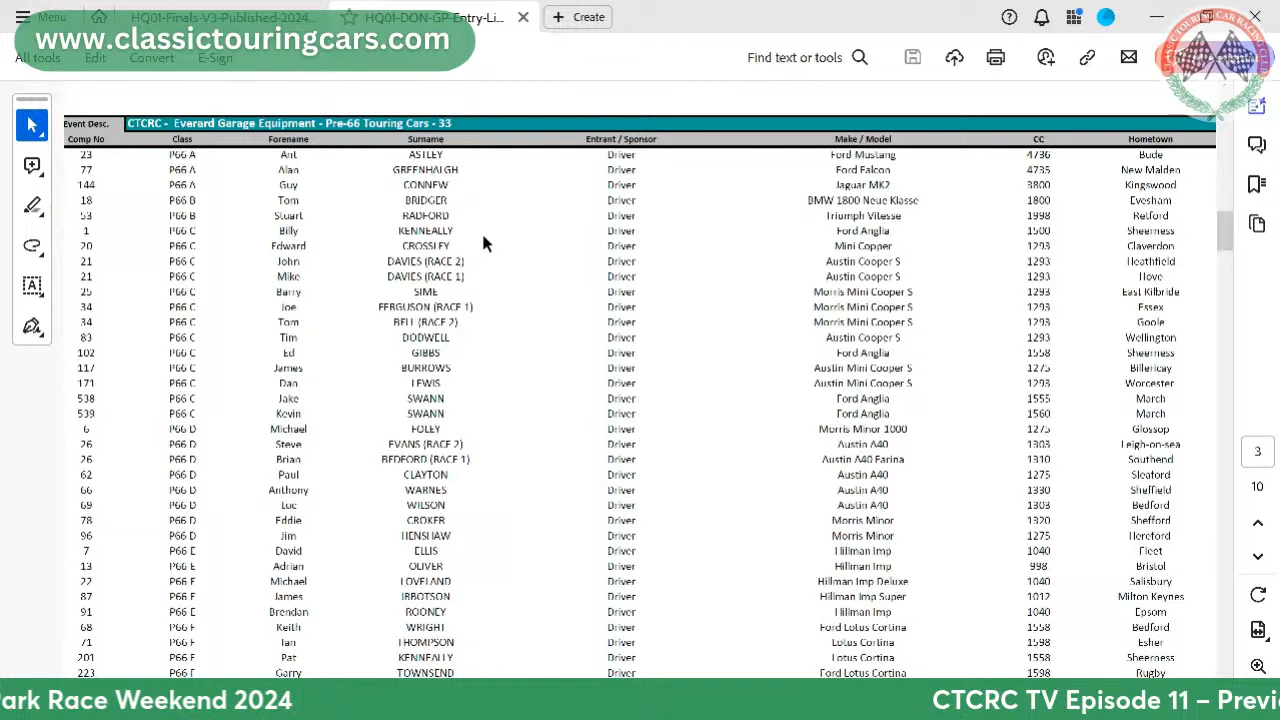 Menu HQ01-Finals-V3-Published-2024... HQ01-DON-GP-Entry-Li... Create
www.classictouringcars.com
All tools Edit Convert E-Sign Find text or tools
CLASSIC TOURING CAR RACING CLUB
Event Desc. CTCRC - Everard Garage Equipment - Pre-66 Touring Cars - 33
Comp No Class Forename Surname Entrant / Sponsor Make / Model CC Hometown
23 P66 A Ant ASTLEY Driver Ford Mustang 4736 Bude
77 P66 A Alan GREENHALGH Driver Ford Falcon 4735 New Malden
144 P66 A Guy CONNEW Driver Jaguar MK2 3800 Kingswood
18 P66 B Tom BRIDGER Driver BMW 1800 Neue Klasse 1800 Evesham
53 P66 B Stuart RADFORD Driver Triumph Vitesse 1998 Retford
1 P66 C Billy KENNEALLY Driver Ford Anglia 1500 Sheerness
20 P66 C Edward CROSSLEY Driver Mini Copper 1293 Claverdon
21 P66 C John DAVIES (RACE 2) Driver Austin Cooper S 1293 Heathfield
21 P66 C Mike DAVIES (RACE 1) Driver Austin Cooper S 1293 Hove
25 P66 C Barry SIME Driver Morris Mini Cooper S 1293 East Kilbride
34 P66 C Joe FERGUSON (RACE 1) Driver Morris Mini Cooper S 1293 Essex
34 P66 C Tom BELL (RACE 2) Driver Morris Mini Cooper S 1293 Goole
83 P66 C Tim DODWELL Driver Austin Cooper S 1293 Wellington
102 P66 C Ed GIBBS Driver Ford Anglia 1558 Sheerness
117 P66 C James BURROWS Driver Austin Mini Cooper S 1275 Billericay
171 P66 C Dan LEWIS Driver Austin Mini Cooper S 1293 Worcester
538 P66 C Jake SWANN Driver Ford Anglia 1555 March
539 P66 C Kevin SWANN Driver Ford Anglia 1560 March
6 P66 D Michael FOLEY Driver Morris Minor 1000 1275 Glossop
26 P66 D Steve EVANS (RACE 2) Driver Austin A40 1303 Leigh-on-sea
26 P66 D Brian BEDFORD (RACE 1) Driver Austin A40 Farina 1310 Southend
62 P66 D Paul CLAYTON Driver Austin A40 1275 Sleaford
66 P66 D Anthony WARNES Driver Austin A40 1330 Sheffield
69 P66 D Luc WILSON Driver Austin A40 1303 Bedford
78 P66 D Eddie CROKER Driver Morris Minor 1320 Shefford
96 P66 D Jim HENSHAW Driver Morris Minor 1275 Hereford
7 P66 E David ELLIS Driver Hillman Imp 1040 Fleet
13 P66 E Adrian OLIVER Driver Hillman Imp 998 Bristol
22 P66 E Michael LOVELAND Driver Hillman Imp Deluxe 1040 Salisbury
87 P66 E James IBBOTSON Driver Hillman Imp Super 1012 Milton Keynes
91 P66 E Brendan ROONEY Driver Hillman Imp 1040 Epsom
68 P66 F Keith WRIGHT Driver Ford Lotus Cortina 1558 Bedford
71 P66 F Ian THOMPSON Driver Lotus Cortina 1598 Esher
201 P66 F Pat KENNEALLY Driver Lotus Cortina 1558 Sheerness
223 P66 F Garry TOWNSEND Driver Ford Lotus Cortina 1598 Rugby
3
10
Park Race Weekend 2024 CTCRC TV Episode 11 – Previ